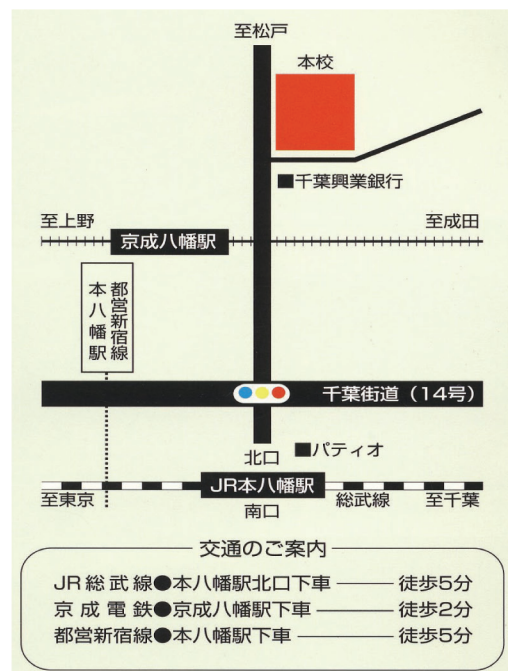 至松戸
本校
■千葉興業銀行
至上野
至成田
京成八幡駅
都営新宿線
本八幡駅
千葉街道（14号）
北口
■パティオ
JR本八幡駅
至東京
南口
総武線
至千葉
交通のご案内
JR総武線●本八幡駅北口下車――徒歩5分
京成電鉄●京成八幡駅下車――徒歩2分
都営新宿線●本八幡駅下車――徒歩5分